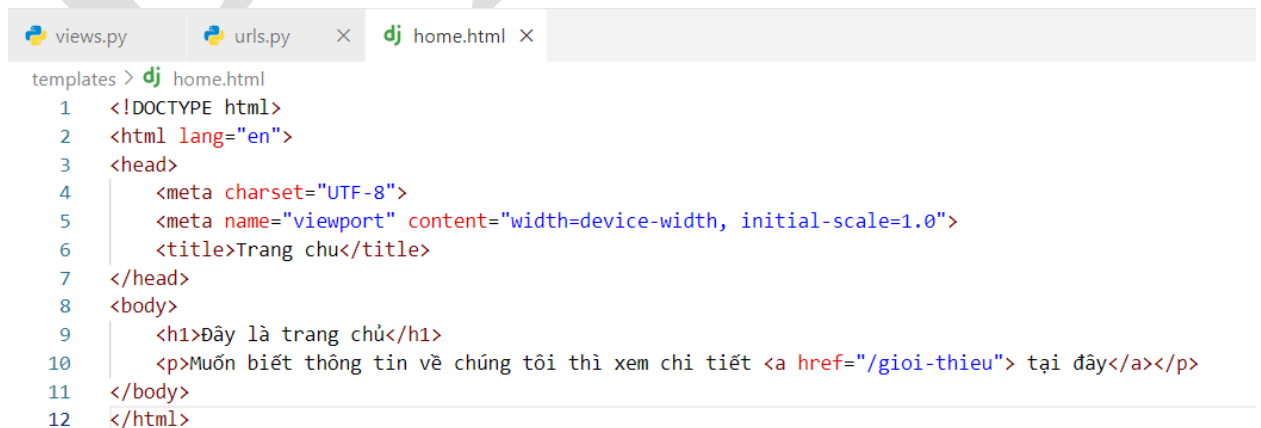 views.py urls.py × dj home.html ×
templates > dj home.html
1 <!DOCTYPE html>
2 <html lang="en">
3 <head>
4     <meta charset="UTF-8">
5     <meta name="viewport" content="width=device-width, initial-scale=1.0">
6     <title>Trang chu</title>
7 </head>
8 <body>
9     <h1>Đây là trang chủ</h1>
10     <p>Muốn biết thông tin về chúng tôi thì xem chi tiết <a href="/gioi-thieu"> tại đây</a></p>
11 </body>
12 </html>